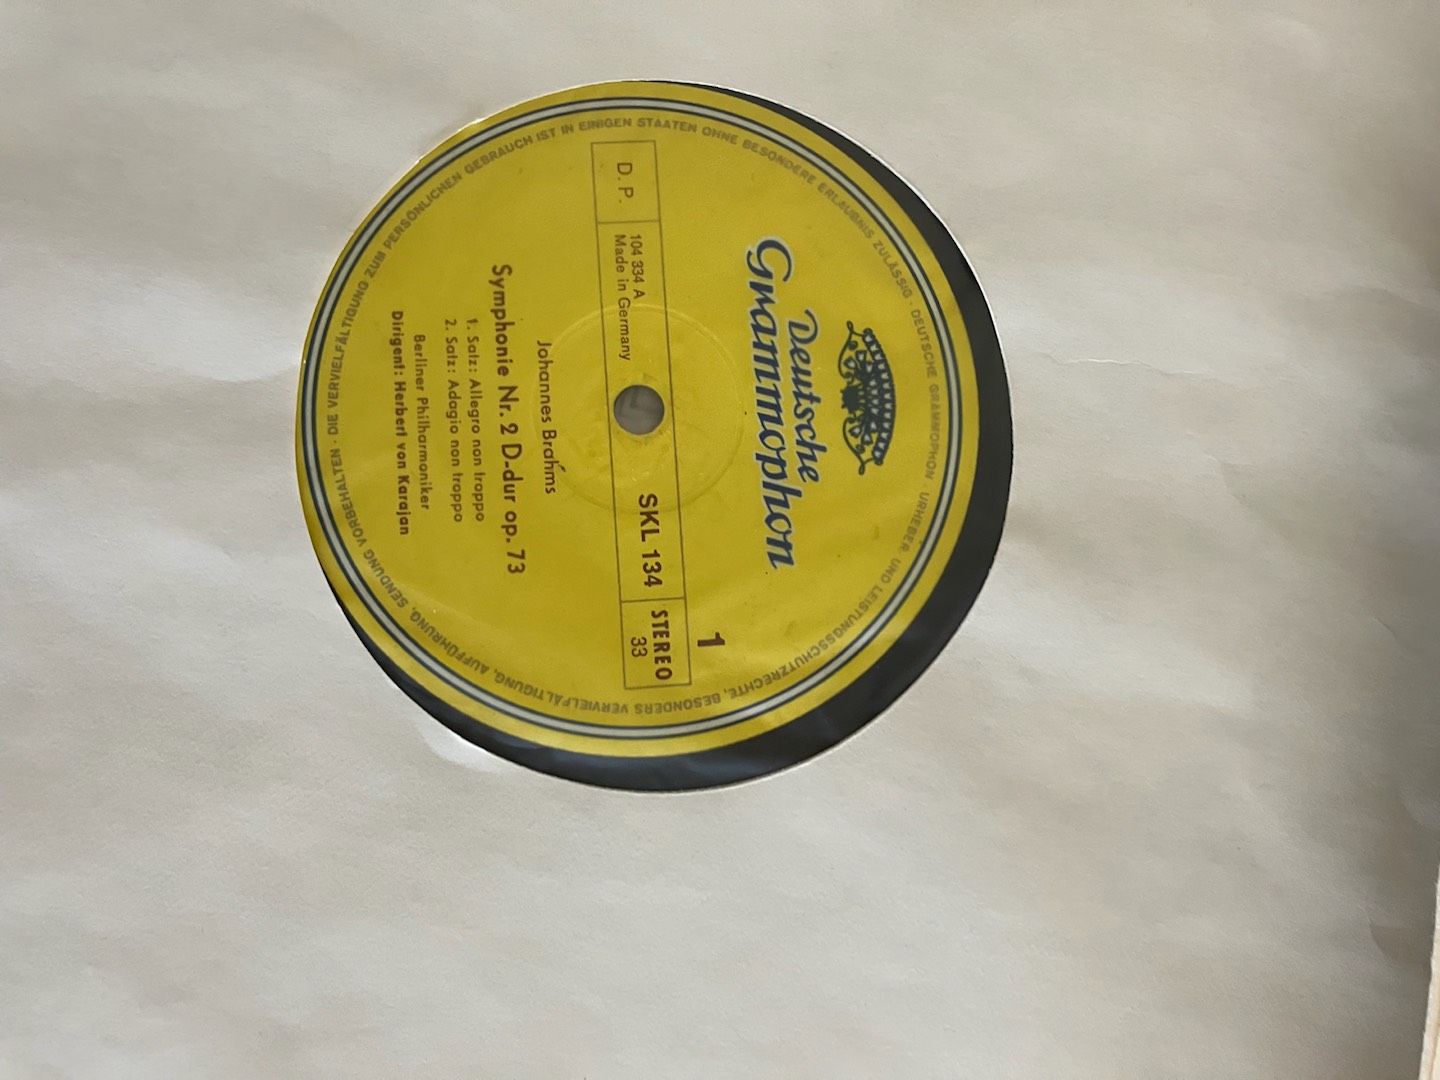 Deutsche
Grammophon
1
D. P.
104 334 A
Made in Germany
SKL 134
STEREO
33
Johannes Brahms
Symphonie Nr. 2 D-dur op. 73
1. Satz: Allegro non troppo
2. Satz: Adagio non troppo
Berliner Philharmoniker
Dirigent: Herbert von Karajan
DEUTSCHE GRAMMOPHON · URHEBER- UND LEISTUNGSSCHUTZRECHTE, BESONDERS VERVIELFÄLTIGUNG, AUFFÜHRUNG, SENDUNG VORBEHALTEN · DIE VERVIELFÄLTIGUNG ZUM PERSÖNLICHEN GEBRAUCH IST IN EINIGEN STAATEN OHNE BESONDERE ERLAUBNIS ZULÄSSIG ·